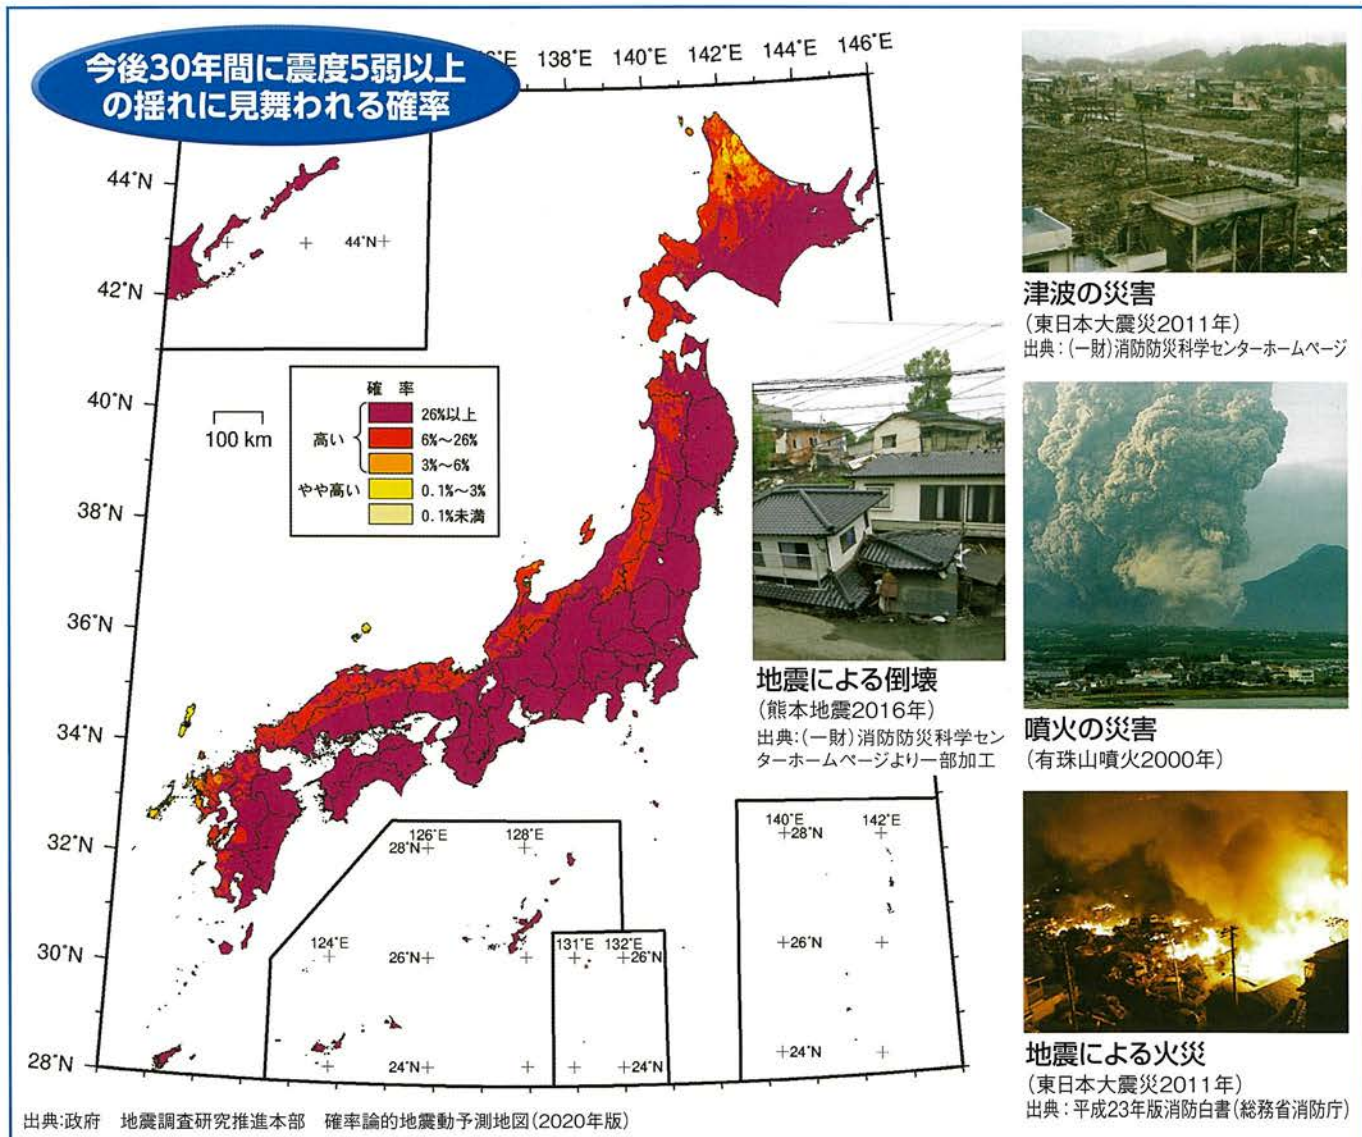 今後30年間に震度5弱以上
の揺れに見舞われる確率
138°E 140°E 142°E 144°E 146°E
44°N
44°N
42°N
40°N
38°N
36°N
34°N
32°N
30°N
28°N
100 km
確 率
高い
26%以上
6%~26%
3%~6%
やや高い
0.1%~3%
0.1%未満
126°E 128°E
28°N
124°E
26°N
24°N
131°E 132°E
26°N
24°N
140°E 142°E
28°N
26°N
24°N
津波の災害
(東日本大震災2011年)
出典:(一財)消防防災科学センターホームページ
地震による倒壊
(熊本地震2016年)
出典:(一財)消防防災科学セン
ターホームページより一部加工
噴火の災害
(有珠山噴火2000年)
地震による火災
(東日本大震災2011年)
出典:平成23年版消防白書(総務省消防庁)
出典:政府 地震調査研究推進本部 確率論的地震動予測地図(2020年版)